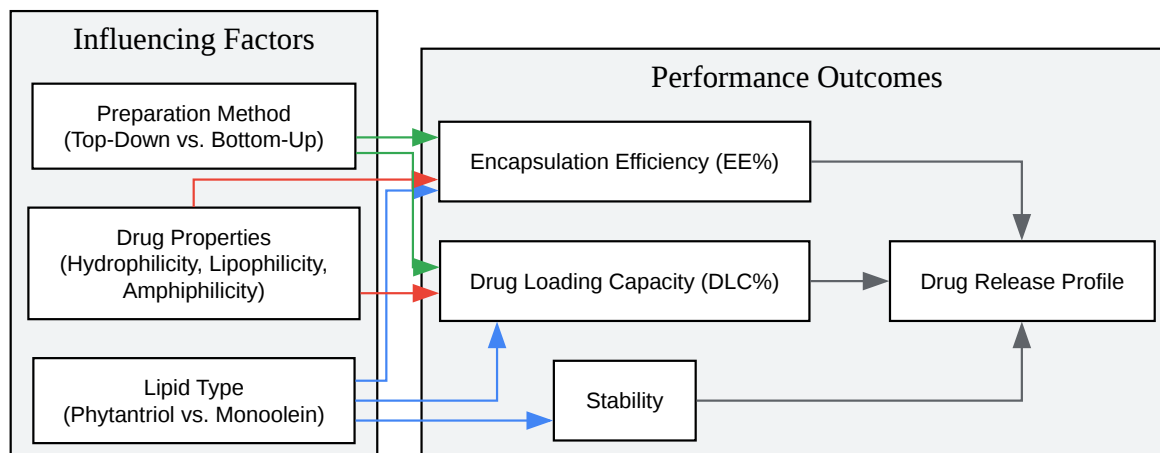 Influencing Factors
Preparation Method
(Top-Down vs. Bottom-Up)
Drug Properties
(Hydrophilicity, Lipophilicity,
Amphiphilicity)
Lipid Type
(Phytantriol vs. Monoolein)
Performance Outcomes
Encapsulation Efficiency (EE%)
Drug Loading Capacity (DLC%)
Stability
Drug Release Profile